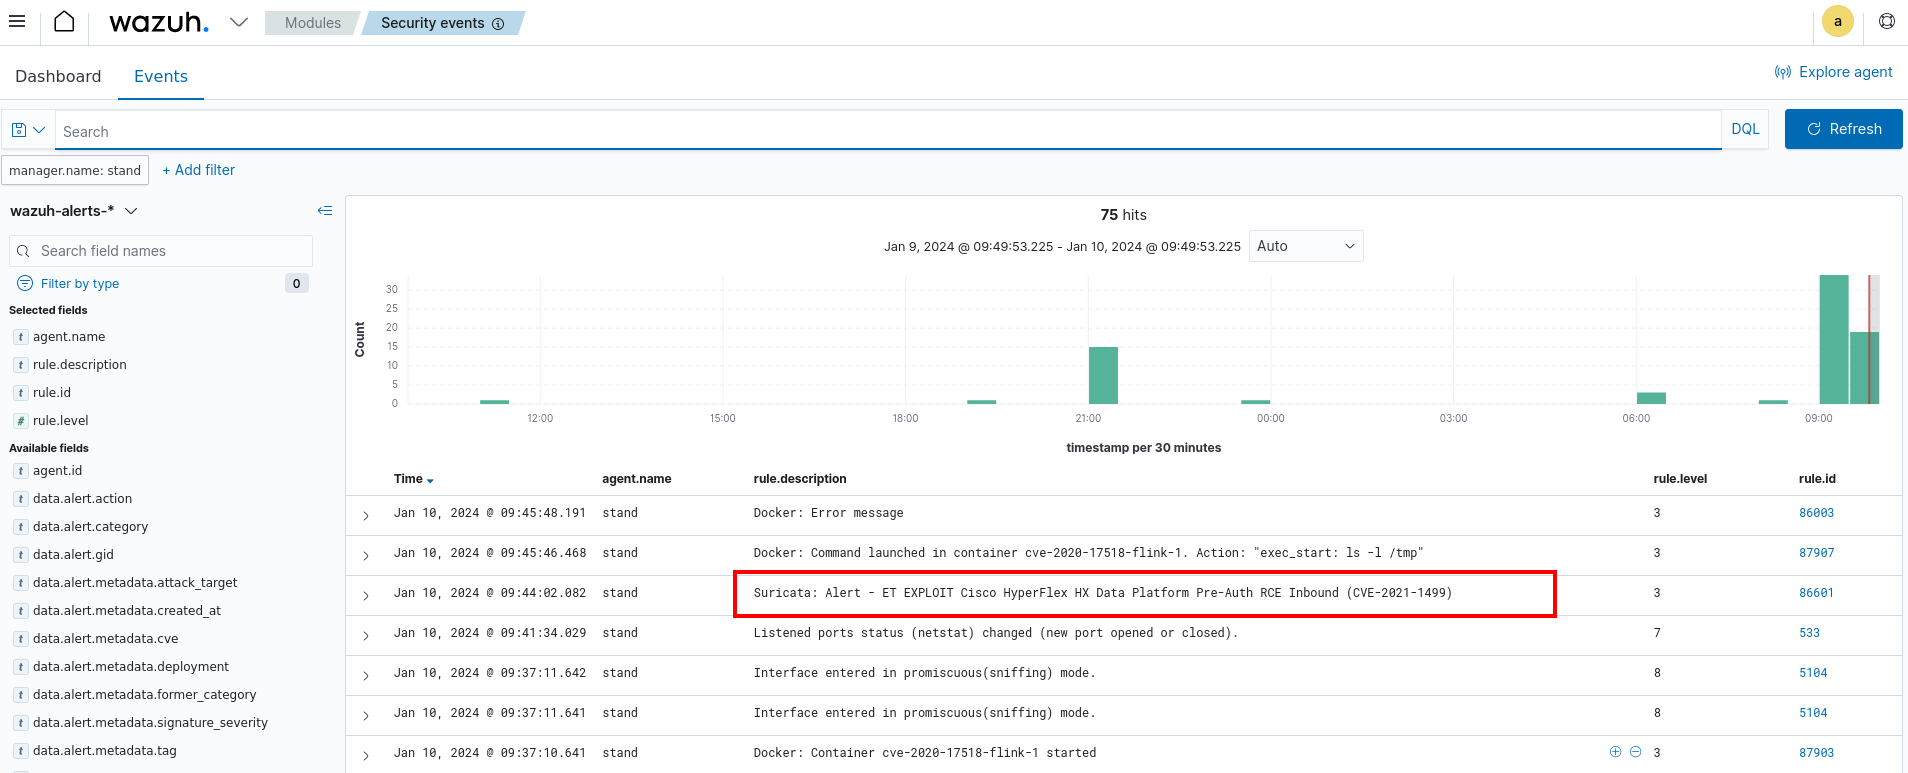 wazuh.
Modules
Security events
a
Dashboard
Events
Explore agent
Search
DQL
Refresh
manager.name: stand
+ Add filter
wazuh-alerts-*
Search field names
Filter by type
0
Selected fields
t agent.name
t rule.description
t rule.id
# rule.level
Available fields
t agent.id
t data.alert.action
t data.alert.category
t data.alert.gid
t data.alert.metadata.attack_target
t data.alert.metadata.created_at
t data.alert.metadata.cve
t data.alert.metadata.deployment
t data.alert.metadata.former_category
t data.alert.metadata.signature_severity
t data.alert.metadata.tag
75 hits
Jan 9, 2024 @ 09:49:53.225 - Jan 10, 2024 @ 09:49:53.225 Auto
Count
30
25
20
15
10
5
0
12:00 15:00 18:00 21:00 00:00 03:00 06:00 09:00
timestamp per 30 minutes
Time agent.name rule.description rule.level rule.id
Jan 10, 2024 @ 09:45:48.191 stand Docker: Error message 3 86003
Jan 10, 2024 @ 09:45:46.468 stand Docker: Command launched in container cve-2020-17518-flink-1. Action: "exec_start: ls -l /tmp" 3 87907
Jan 10, 2024 @ 09:44:02.082 stand Suricata: Alert - ET EXPLOIT Cisco HyperFlex HX Data Platform Pre-Auth RCE Inbound (CVE-2021-1499) 3 86601
Jan 10, 2024 @ 09:41:34.029 stand Listened ports status (netstat) changed (new port opened or closed). 7 533
Jan 10, 2024 @ 09:37:11.642 stand Interface entered in promiscuous(sniffing) mode. 8 5104
Jan 10, 2024 @ 09:37:11.641 stand Interface entered in promiscuous(sniffing) mode. 8 5104
Jan 10, 2024 @ 09:37:10.641 stand Docker: Container cve-2020-17518-flink-1 started 3 87903